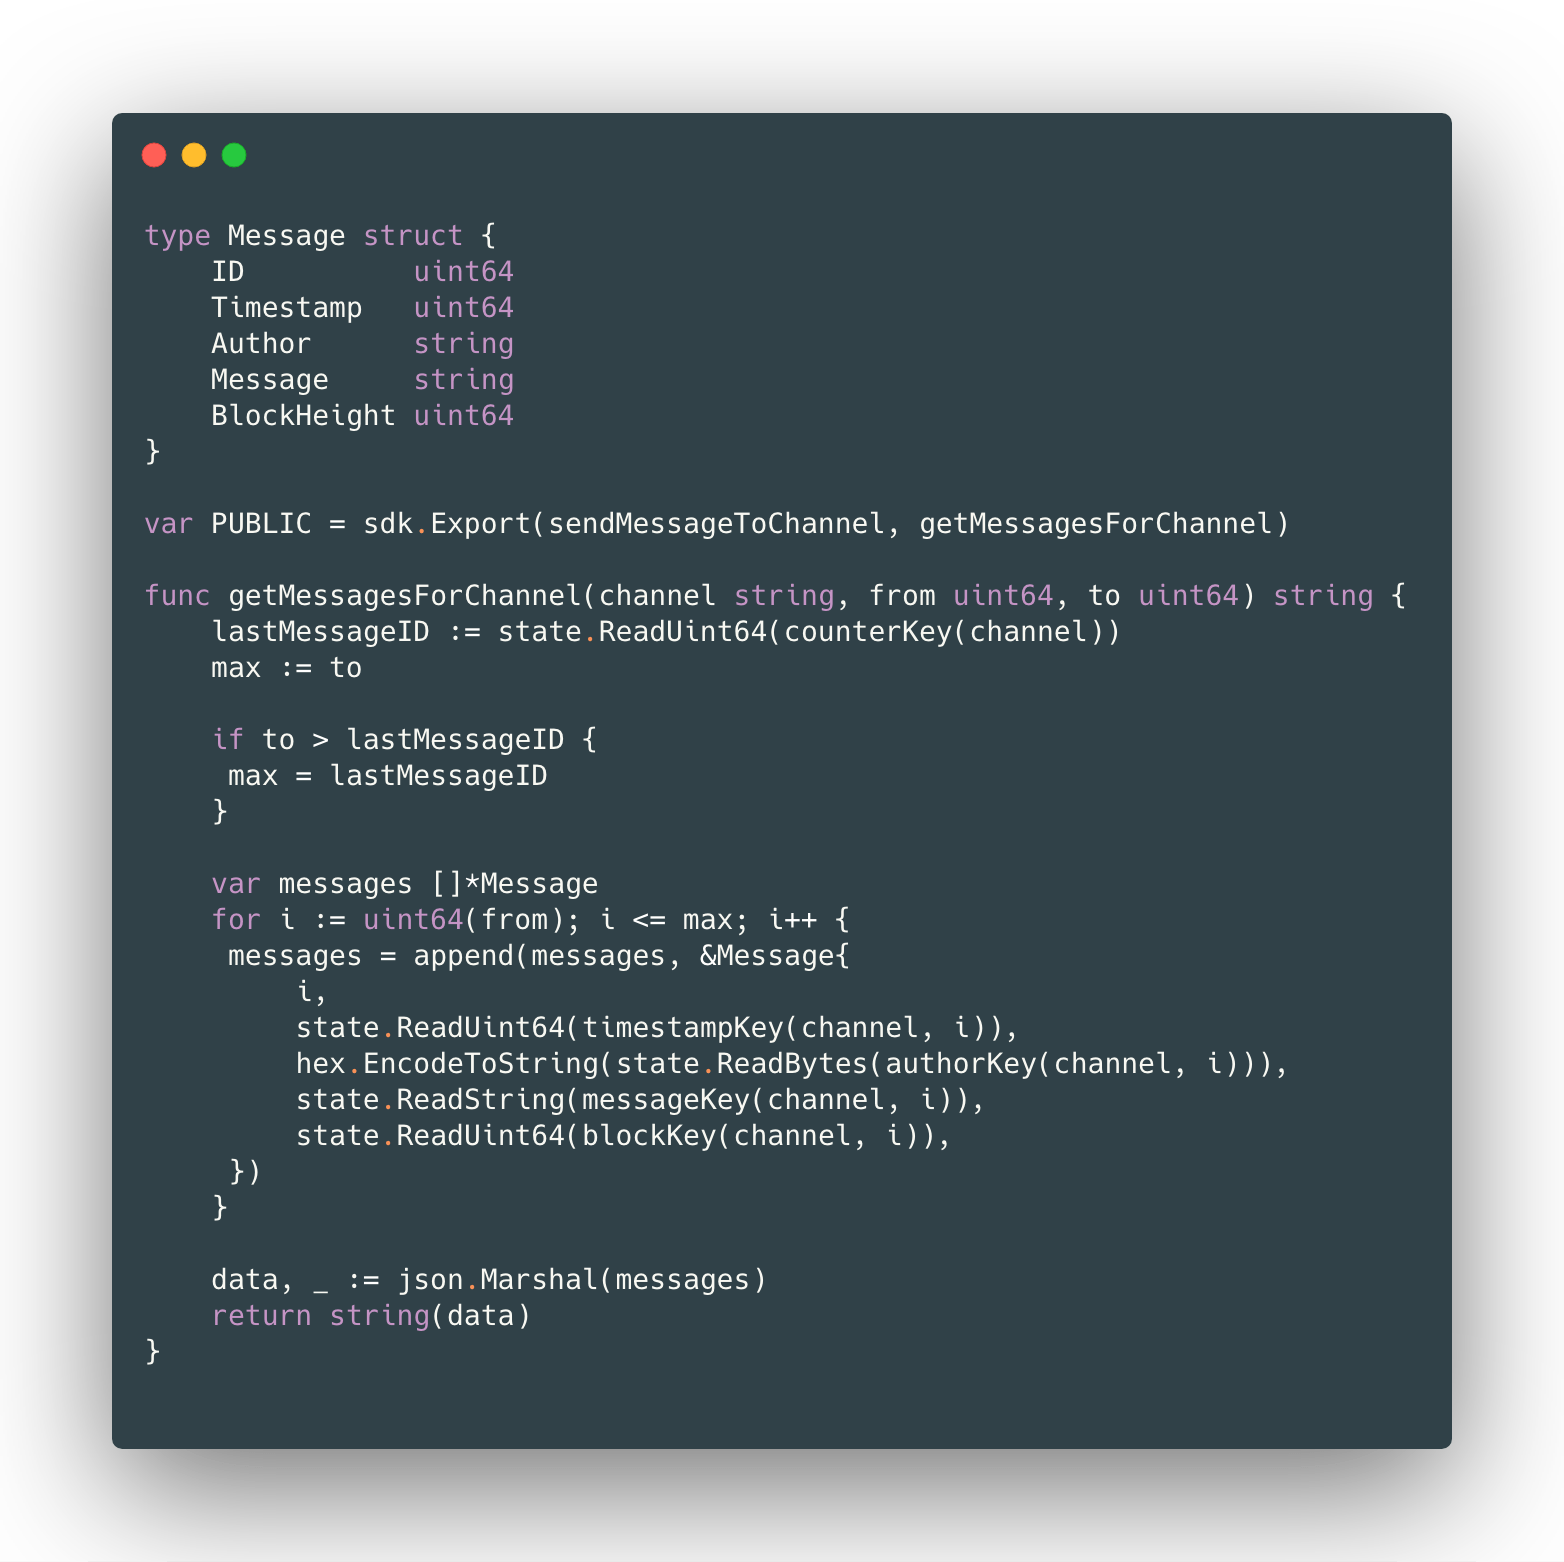 type Message struct {
    ID          uint64
    Timestamp   uint64
    Author      string
    Message     string
    BlockHeight uint64
}

var PUBLIC = sdk.Export(sendMessageToChannel, getMessagesForChannel)

func getMessagesForChannel(channel string, from uint64, to uint64) string {
    lastMessageID := state.ReadUint64(counterKey(channel))
    max := to

    if to > lastMessageID {
     max = lastMessageID
    }

    var messages []*Message
    for i := uint64(from); i <= max; i++ {
     messages = append(messages, &Message{
         i,
         state.ReadUint64(timestampKey(channel, i)),
         hex.EncodeToString(state.ReadBytes(authorKey(channel, i))),
         state.ReadString(messageKey(channel, i)),
         state.ReadUint64(blockKey(channel, i)),
     })
    }

    data, _ := json.Marshal(messages)
    return string(data)
}